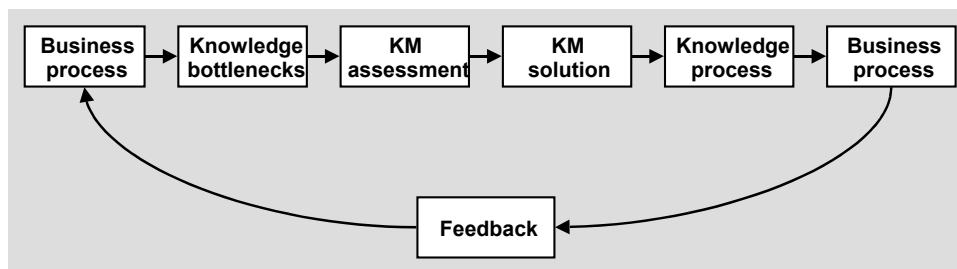 Business
process
Knowledge
bottlenecks
KM
assessment
KM
solution
Knowledge
process
Business
process
Feedback